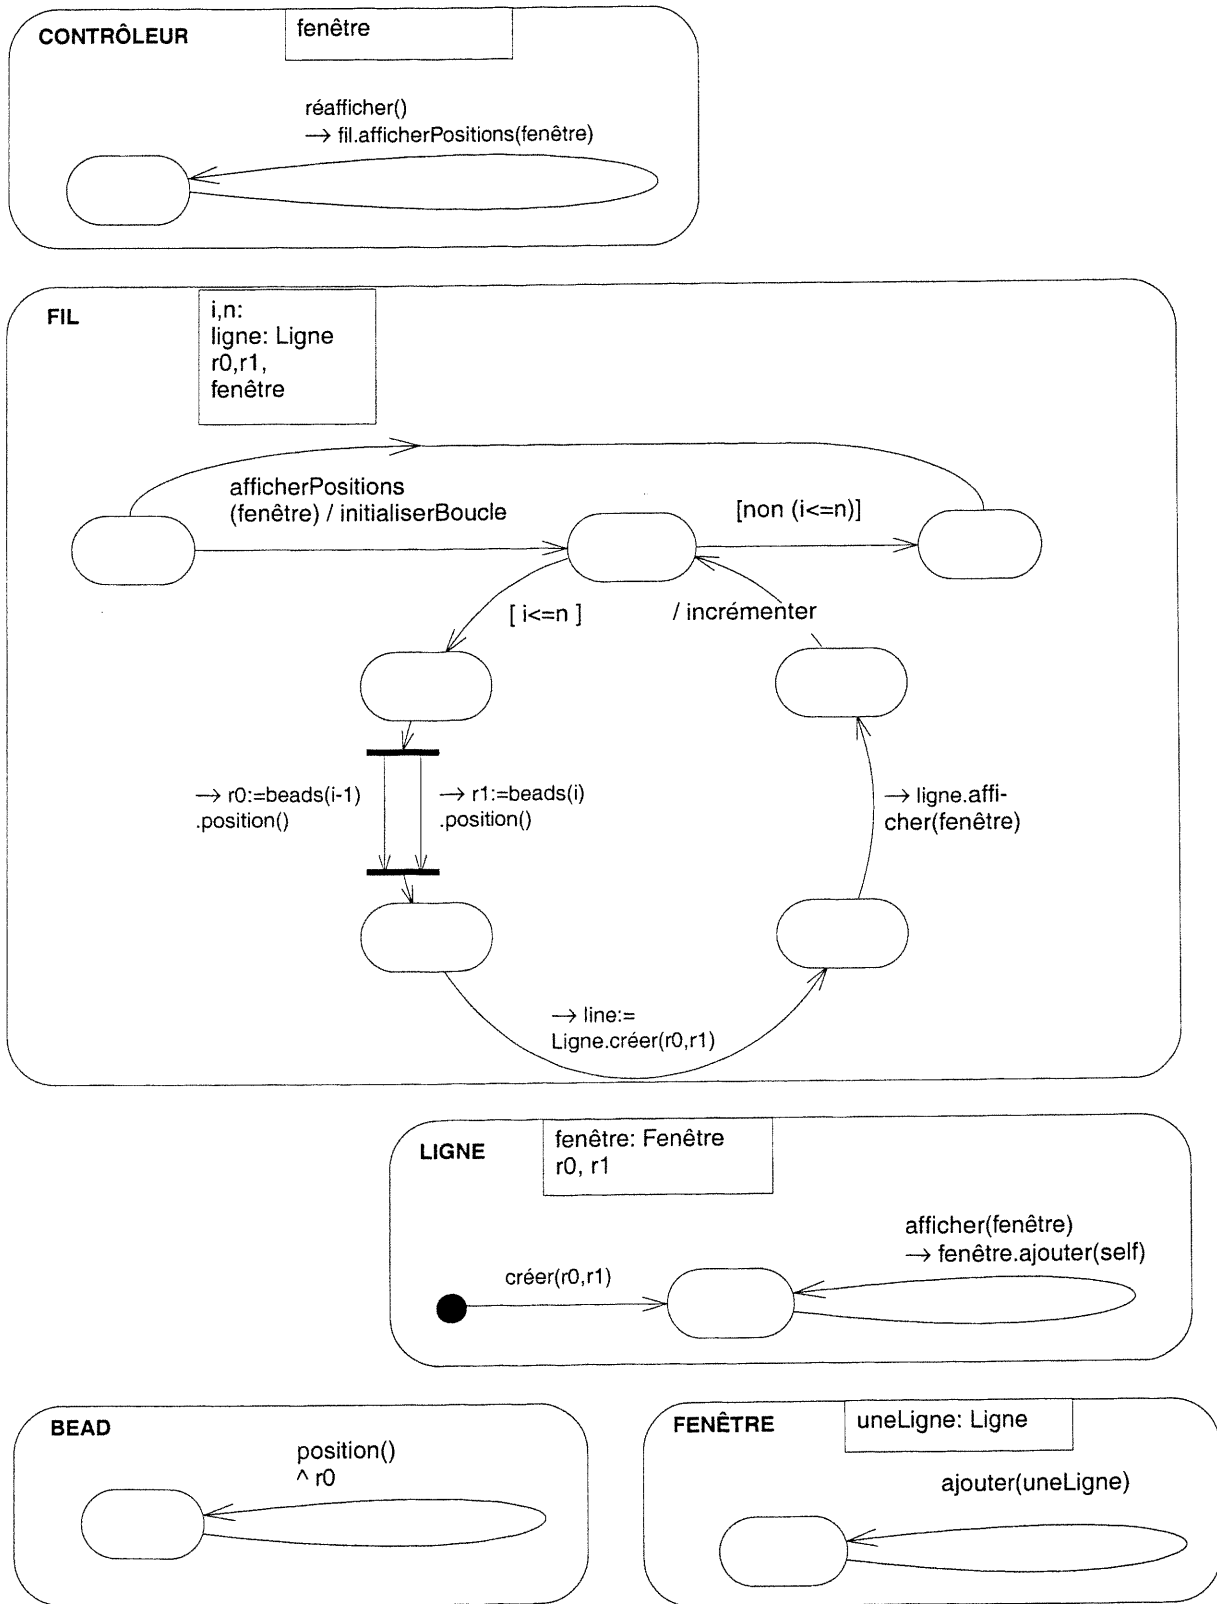 CONTRÔLEUR
fenêtre
réafficher()
→ fil.afficherPositions(fenêtre)
FIL
i,n:
ligne: Ligne
r0,r1,
fenêtre
afficherPositions
(fenêtre) / initialiserBoucle
[non (i<=n)]
[ i<=n ]
/ incrémenter
→ r0:=beads(i-1)
.position()
→ r1:=beads(i)
.position()
→ ligne.affi-
cher(fenêtre)
→ line:=
Ligne.créer(r0,r1)
LIGNE
fenêtre: Fenêtre
r0, r1
afficher(fenêtre)
→ fenêtre.ajouter(self)
créer(r0,r1)
BEAD
position()
^ r0
FENÊTRE
uneLigne: Ligne
ajouter(uneLigne)